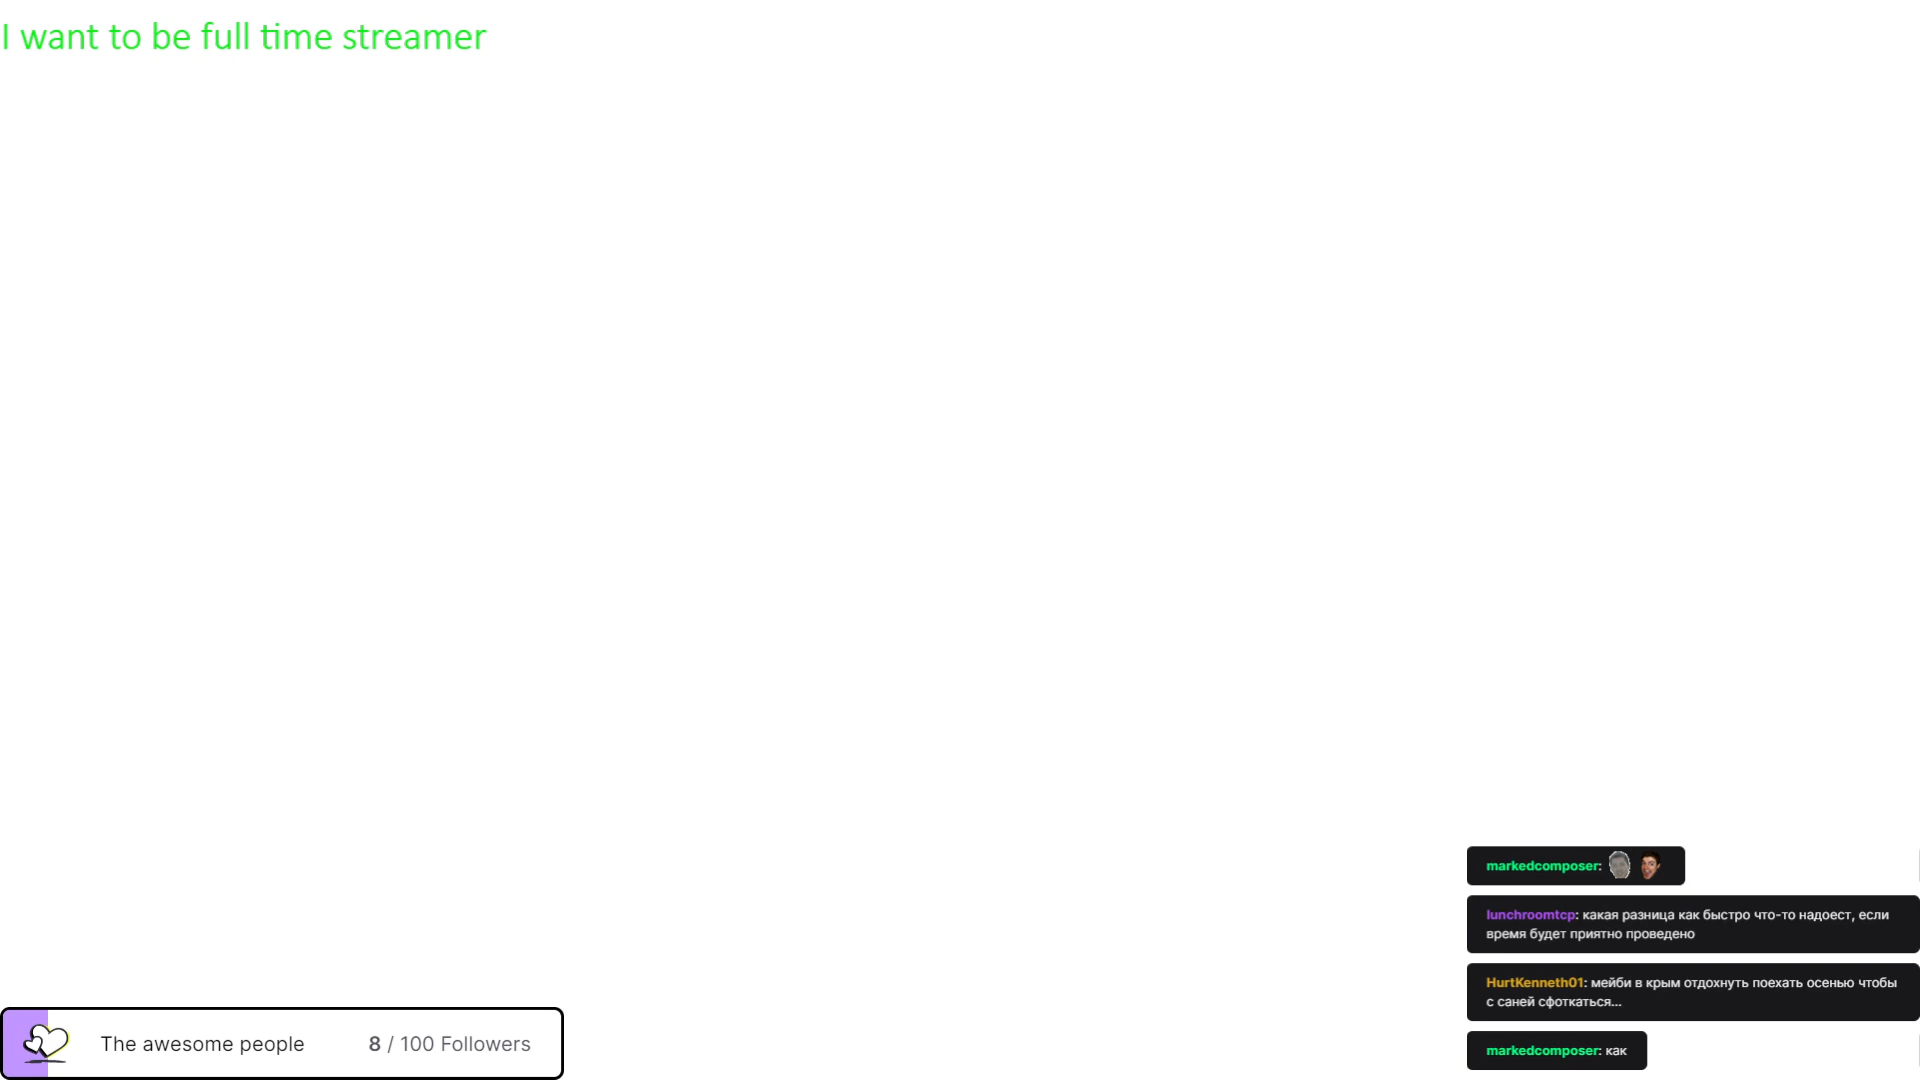 I want to be full time streamer
markedcomposer:
lunchroomtcp: какая разница как быстро что-то надоест, если
время будет приятно проведено
HurtKenneth01: мейби в крым отдохнуть поехать осенью чтобы
с саней сфоткаться...
markedcomposer: как
The awesome people 8 / 100 Followers